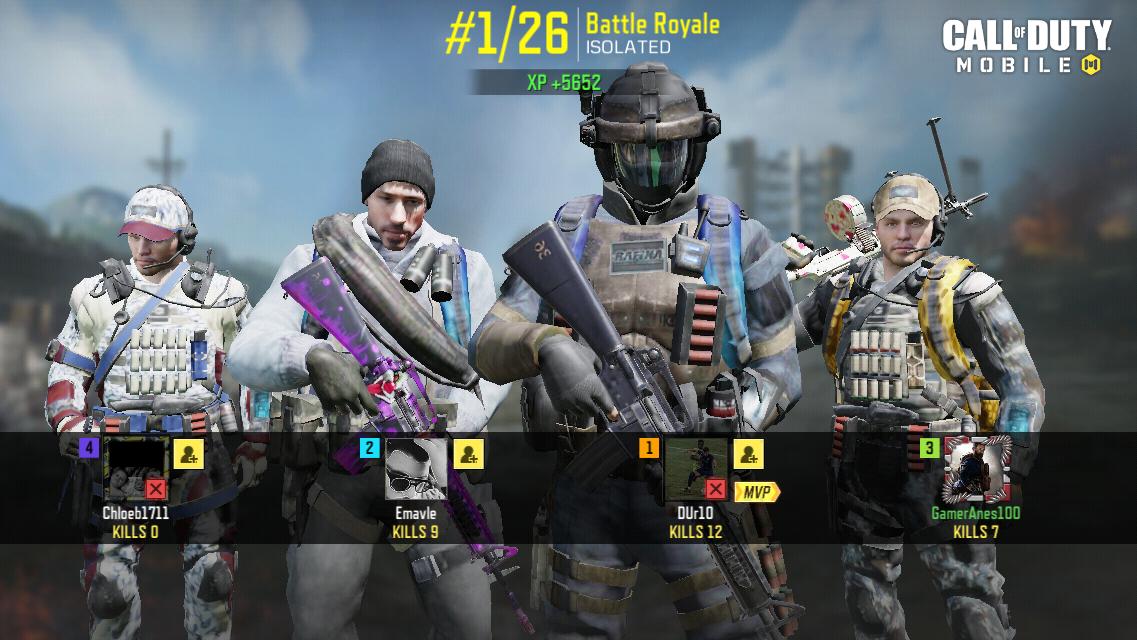 #1/26
Battle Royale
ISOLATED
XP +5652
CALL OF DUTY
MOBILE
4
Chloeb1711
KILLS 0
2
Emavle
KILLS 9
1
MVP
DUr10
KILLS 12
3
GamerAnes100
KILLS 7